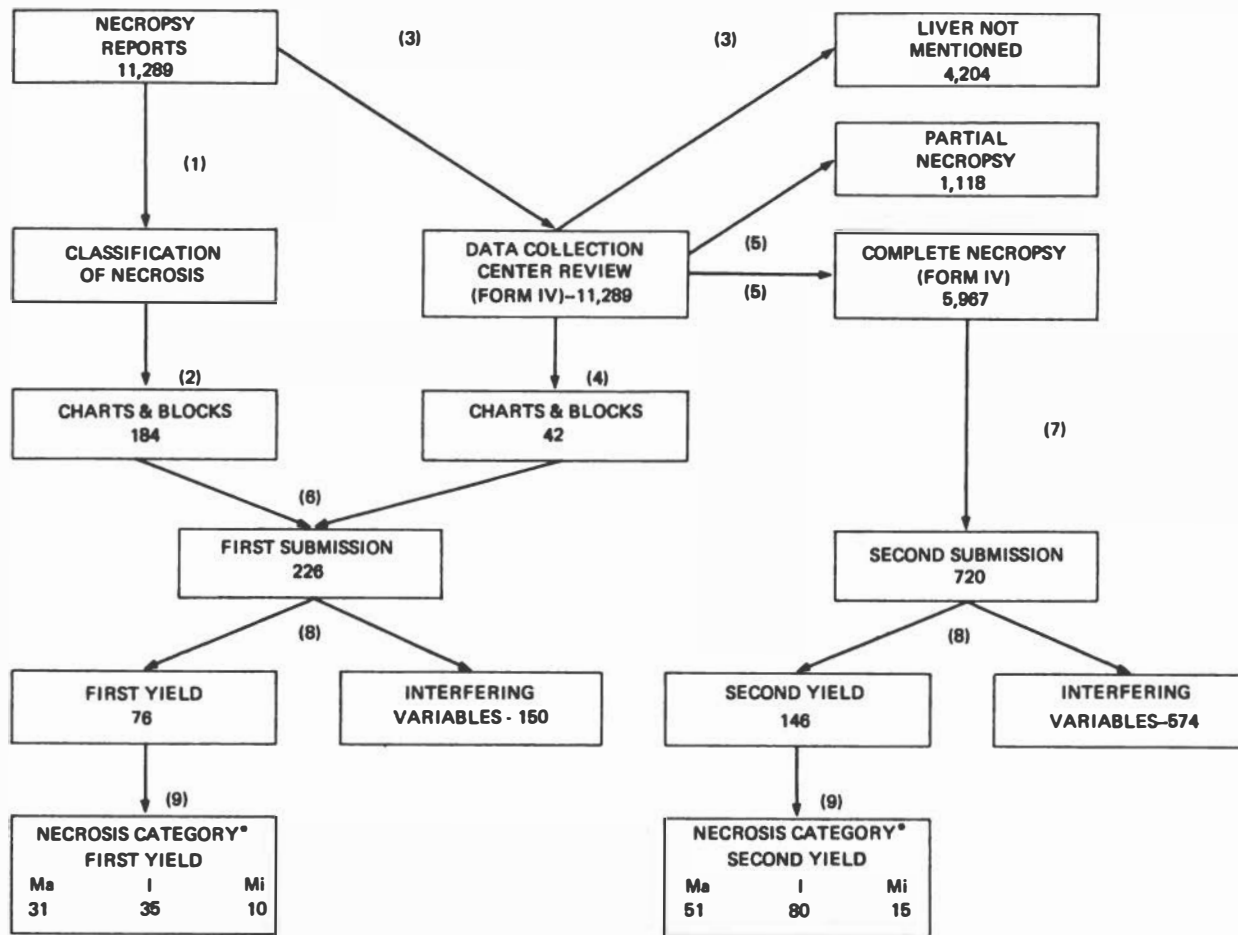 NECROPSY
REPORTS
11,289
(3)
(3)
LIVER NOT
MENTIONED
4,204
PARTIAL
NECROPSY
1,118
(1)
CLASSIFICATION
OF NECROSIS
DATA COLLECTION
CENTER REVIEW
(FORM IV)–11,289
(5)
(5)
COMPLETE NECROPSY
(FORM IV)
5,967
(2)
(4)
CHARTS & BLOCKS
184
CHARTS & BLOCKS
42
(7)
(6)
FIRST SUBMISSION
226
SECOND SUBMISSION
720
(8)
(8)
FIRST YIELD
76
INTERFERING
VARIABLES - 150
SECOND YIELD
146
INTERFERING
VARIABLES–574
(9)
(9)
NECROSIS CATEGORY*
FIRST YIELD
Ma I Mi
31 35 10
NECROSIS CATEGORY*
SECOND YIELD
Ma I Mi
51 80 15